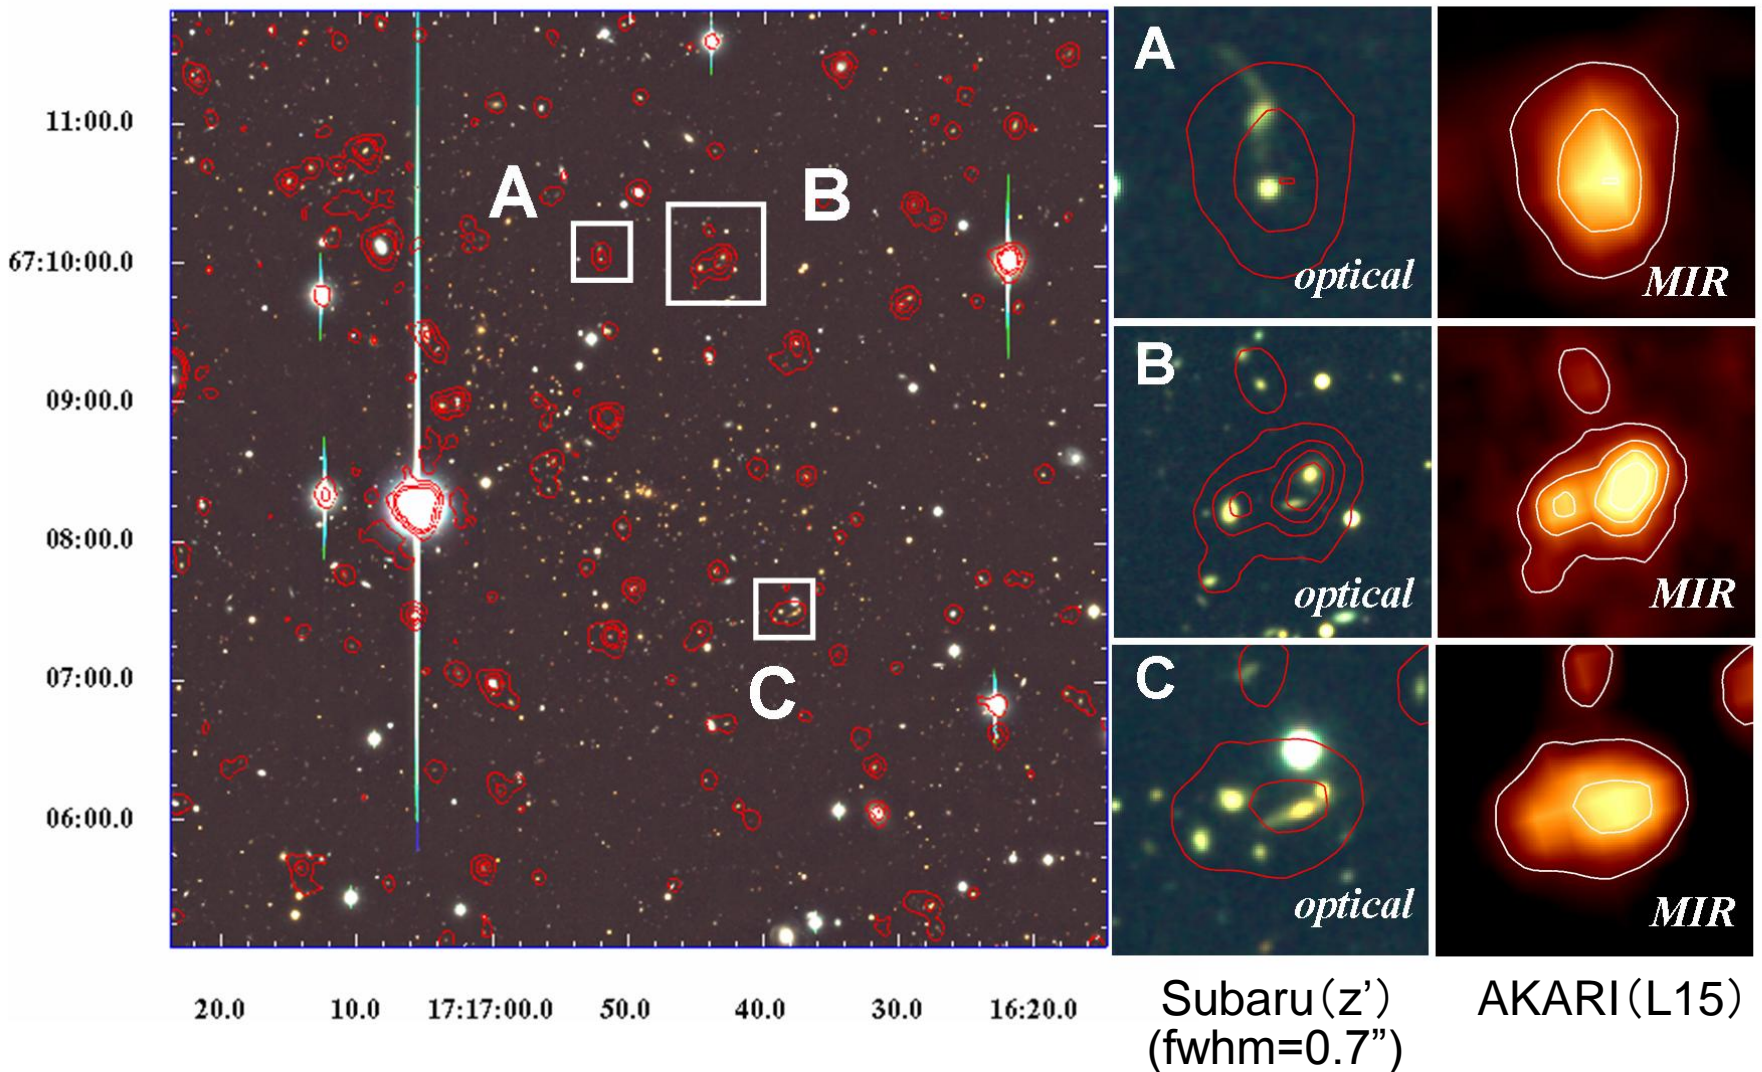 11:00.0
67:10:00.0
09:00.0
08:00.0
07:00.0
06:00.0
20.0 10.0 17:17:00.0 50.0 40.0 30.0 16:20.0
A
B
C
A
optical
MIR
B
optical
MIR
C
optical
MIR
Subaru（z’） AKARI（L15）
(fwhm=0.7”)